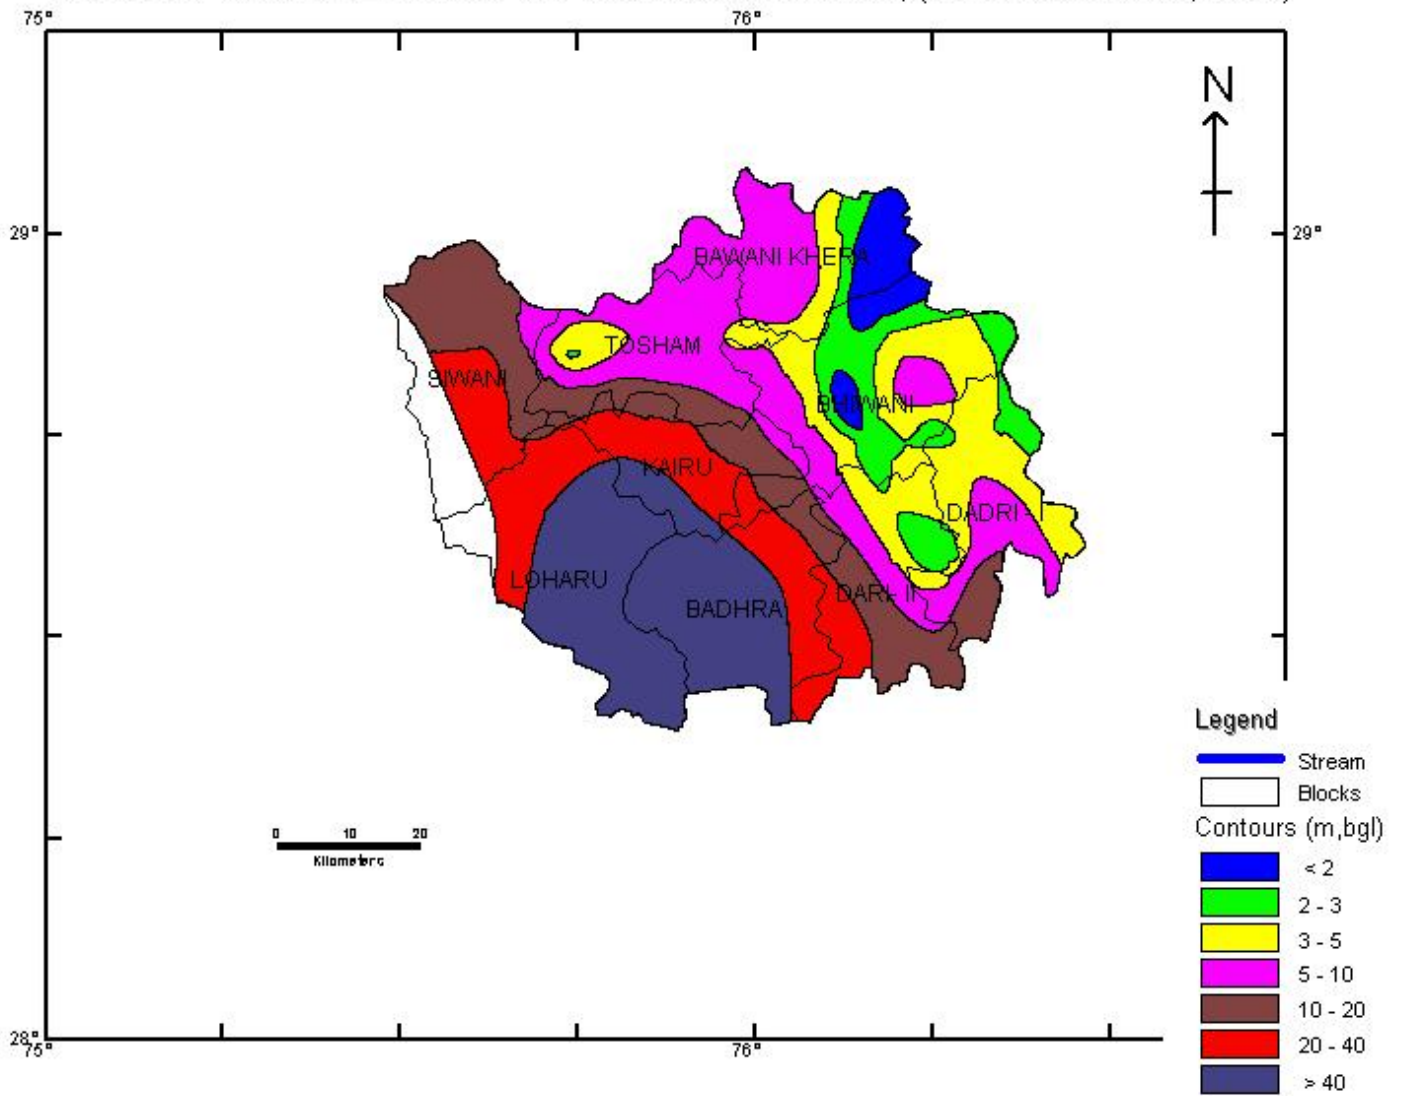 75°
76°
N
29°
29°
BAWANI KHERA
TOSHAM
SIWANI
BHIWANI
KAIRU
DADRI -
LOHARU
DARI- II
BADHRA
Legend
Stream
Blocks
Contours (m,bgl)
< 2
2 - 3
3 - 5
5 - 10
10 - 20
20 - 40
> 40
0 10 20
Kilometers
28°
75°
76°